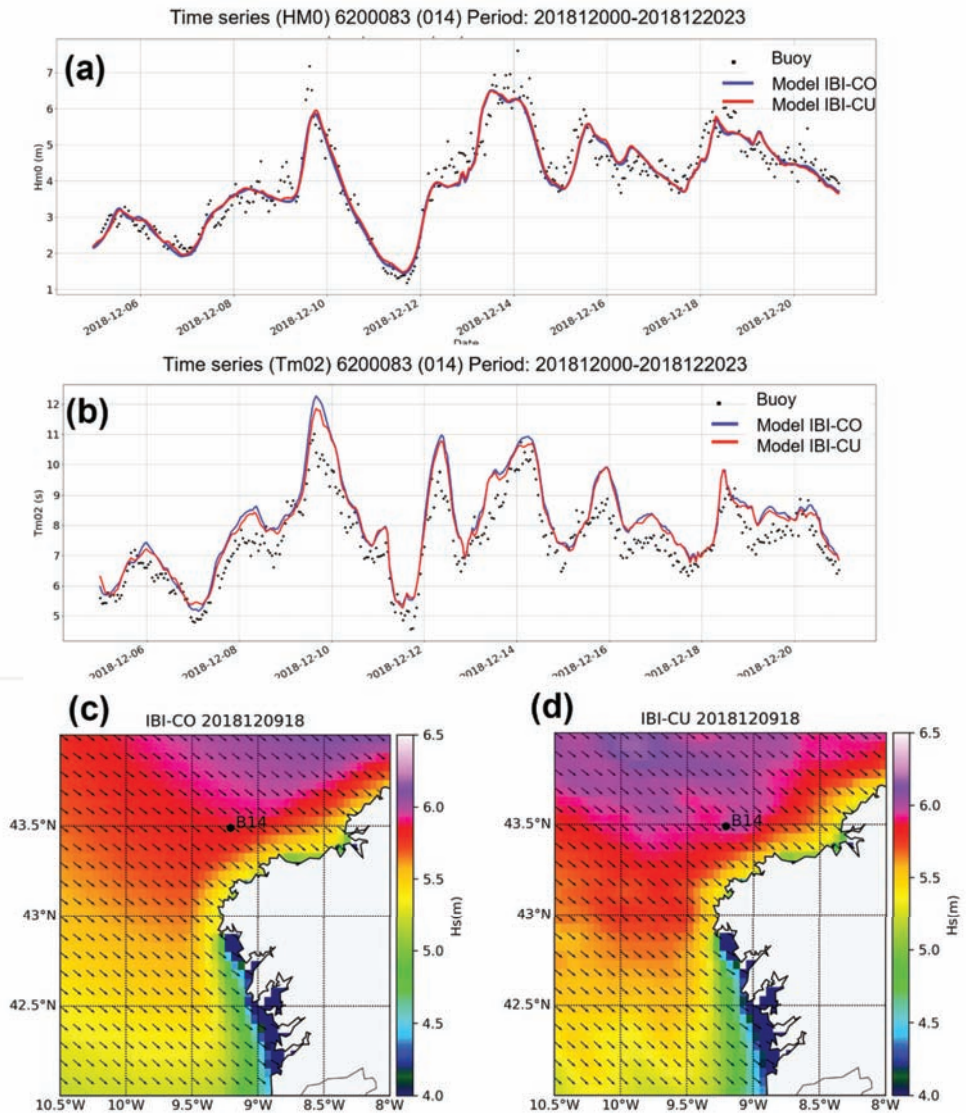 Time series (HM0) 6200083 (014) Period: 201812000-2018122023
(a)
Buoy
Model IBI-CO
Model IBI-CU
7
6
5
4
3
2
1
Hm0 (m)
2018-12-06
2018-12-08
2018-12-10
2018-12-12
2018-12-14
2018-12-16
2018-12-18
2018-12-20
Date
Time series (Tm02) 6200083 (014) Period: 201812000-2018122023
(b)
Buoy
Model IBI-CO
Model IBI-CU
12
11
10
9
8
7
6
5
Tm02 (s)
2018-12-06
2018-12-08
2018-12-10
2018-12-12
2018-12-14
2018-12-16
2018-12-18
2018-12-20
(c)
IBI-CO 2018120918
43.5°N
43°N
42.5°N
B14
10.5°W 10°W 9.5°W 9°W 8.5°W 8°W
6.5
6.0
5.5
5.0
4.5
4.0
Hs(m)
(d)
IBI-CU 2018120918
B14
10.5°W 10°W 9.5°W 9°W 8.5°W 8°W
6.5
6.0
5.5
5.0
4.5
4.0
Hs(m)